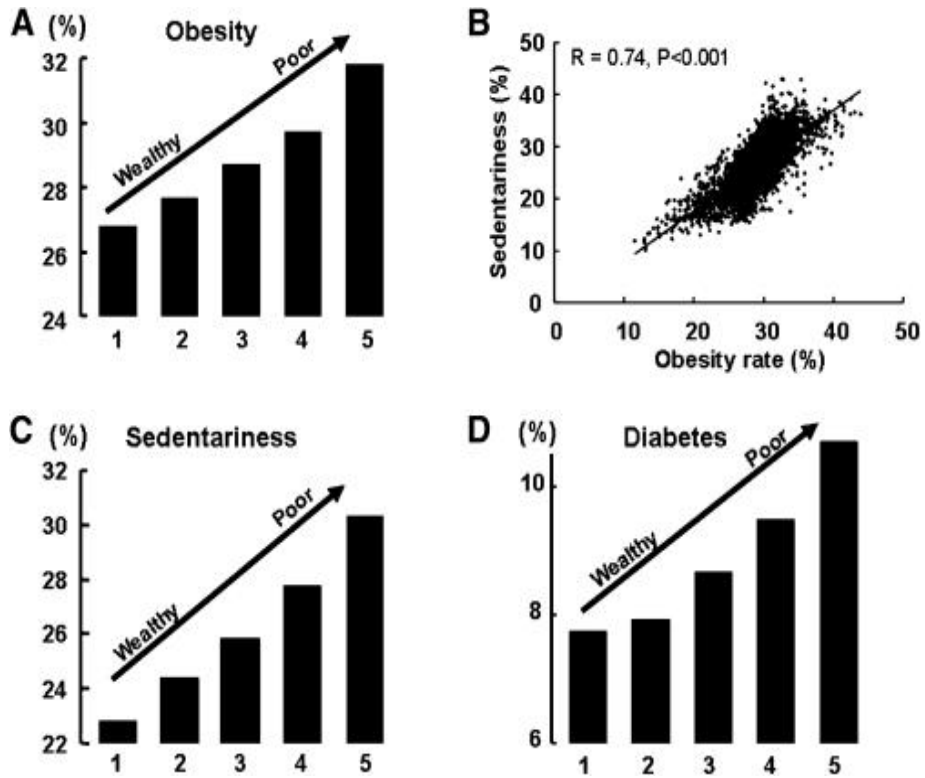 A (%) Obesity
Wealthy
Poor
32
30
28
26
24
1 2 3 4 5
B
R = 0.74, P<0.001
Sedentariness (%)
50
40
30
20
10
0
0 10 20 30 40 50
Obesity rate (%)
C (%) Sedentariness
Wealthy
Poor
32
30
28
26
24
22
1 2 3 4 5
D (%) Diabetes
Wealthy
Poor
10
8
6
1 2 3 4 5